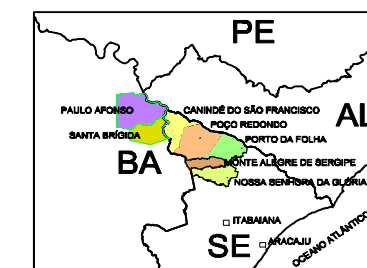 PE
AL
PAULO AFONSO
CANINDÉ DO SÃO FRANCISCO
POÇO REDONDO
SANTA BRÍGIDA
PORTO DA FOLHA
BA
MONTE ALEGRE DE SERGIPE
NOSSA SENHORA DA GLÓRIA
ITABAIANA
SE
ARACAJU
OCEANO ATLÂNTICO